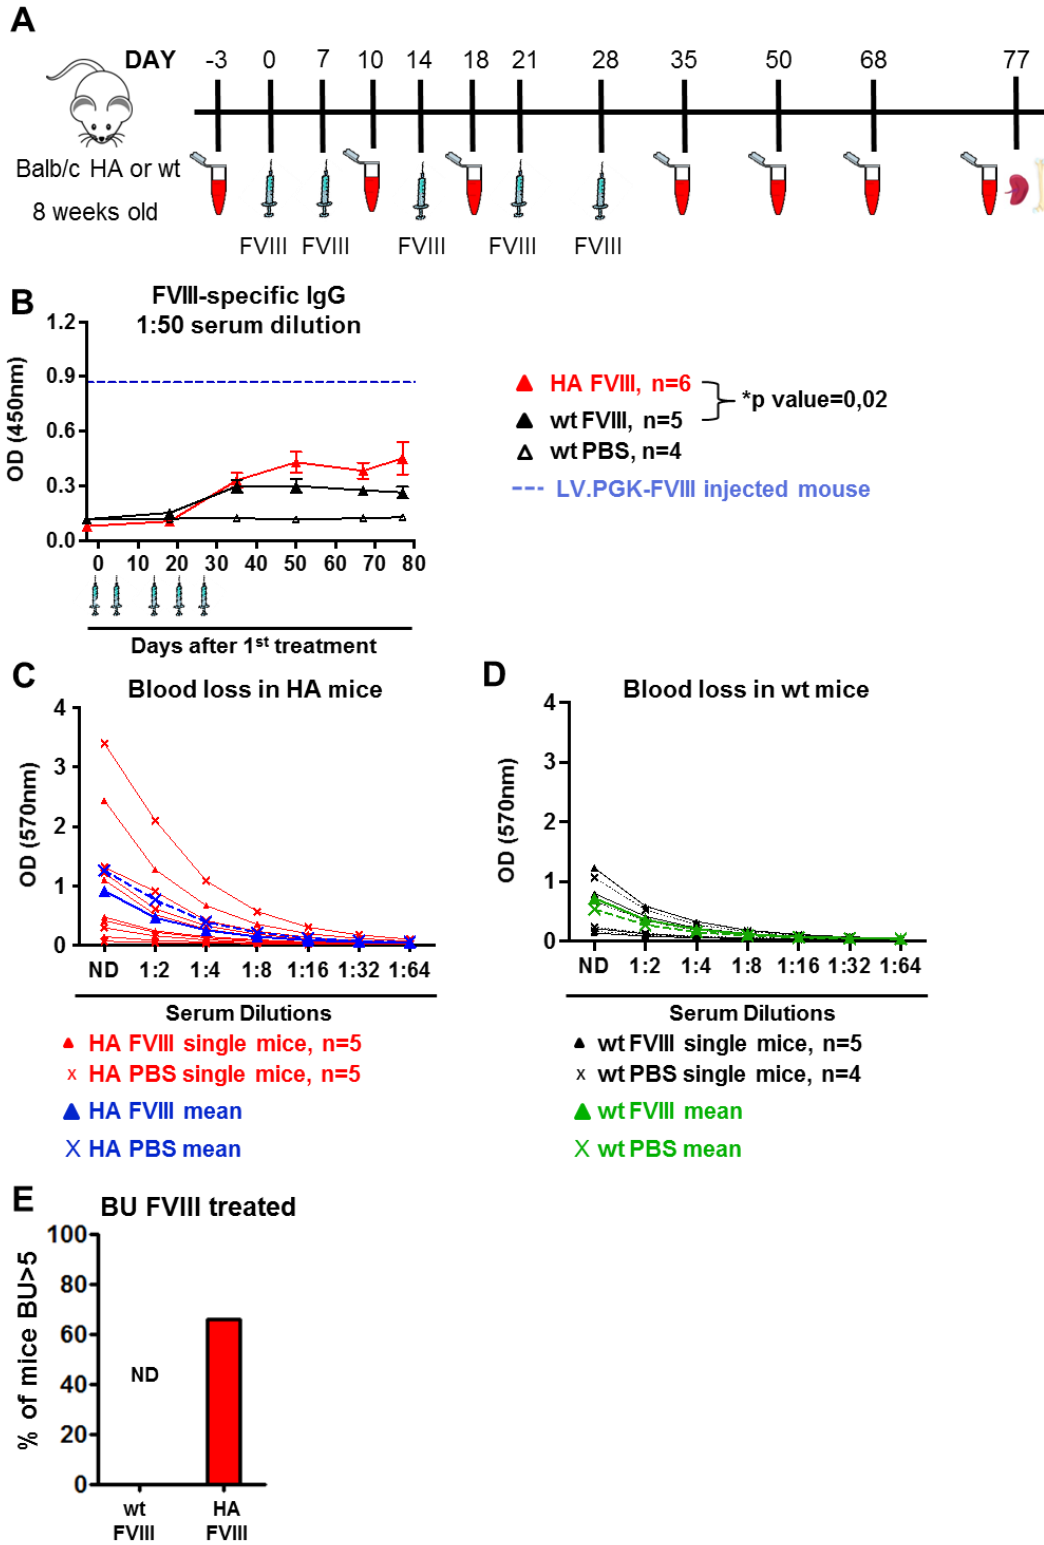 A
DAY -3 0 7 10 14 18 21 28 35 50 68 77
Balb/c HA or wt
8 weeks old
FVIII FVIII FVIII FVIII FVIII
B
FVIII-specific IgG
1:50 serum dilution
OD (450nm)
1.2
0.9
0.6
0.3
0.0
0 10 20 30 40 50 60 70 80
Days after 1st treatment
HA FVIII, n=6
wt FVIII, n=5
*p value=0,02
wt PBS, n=4
LV.PGK-FVIII injected mouse
C
Blood loss in HA mice
OD (570nm)
4
3
2
1
0
ND 1:2 1:4 1:8 1:16 1:32 1:64
Serum Dilutions
HA FVIII single mice, n=5
x HA PBS single mice, n=5
HA FVIII mean
X HA PBS mean
D
Blood loss in wt mice
OD (570nm)
4
3
2
1
0
ND 1:2 1:4 1:8 1:16 1:32 1:64
Serum Dilutions
wt FVIII single mice, n=5
x wt PBS single mice, n=4
wt FVIII mean
X wt PBS mean
E
BU FVIII treated
% of mice BU>5
100
80
60
40
20
0
ND
wt HA
FVIII FVIII